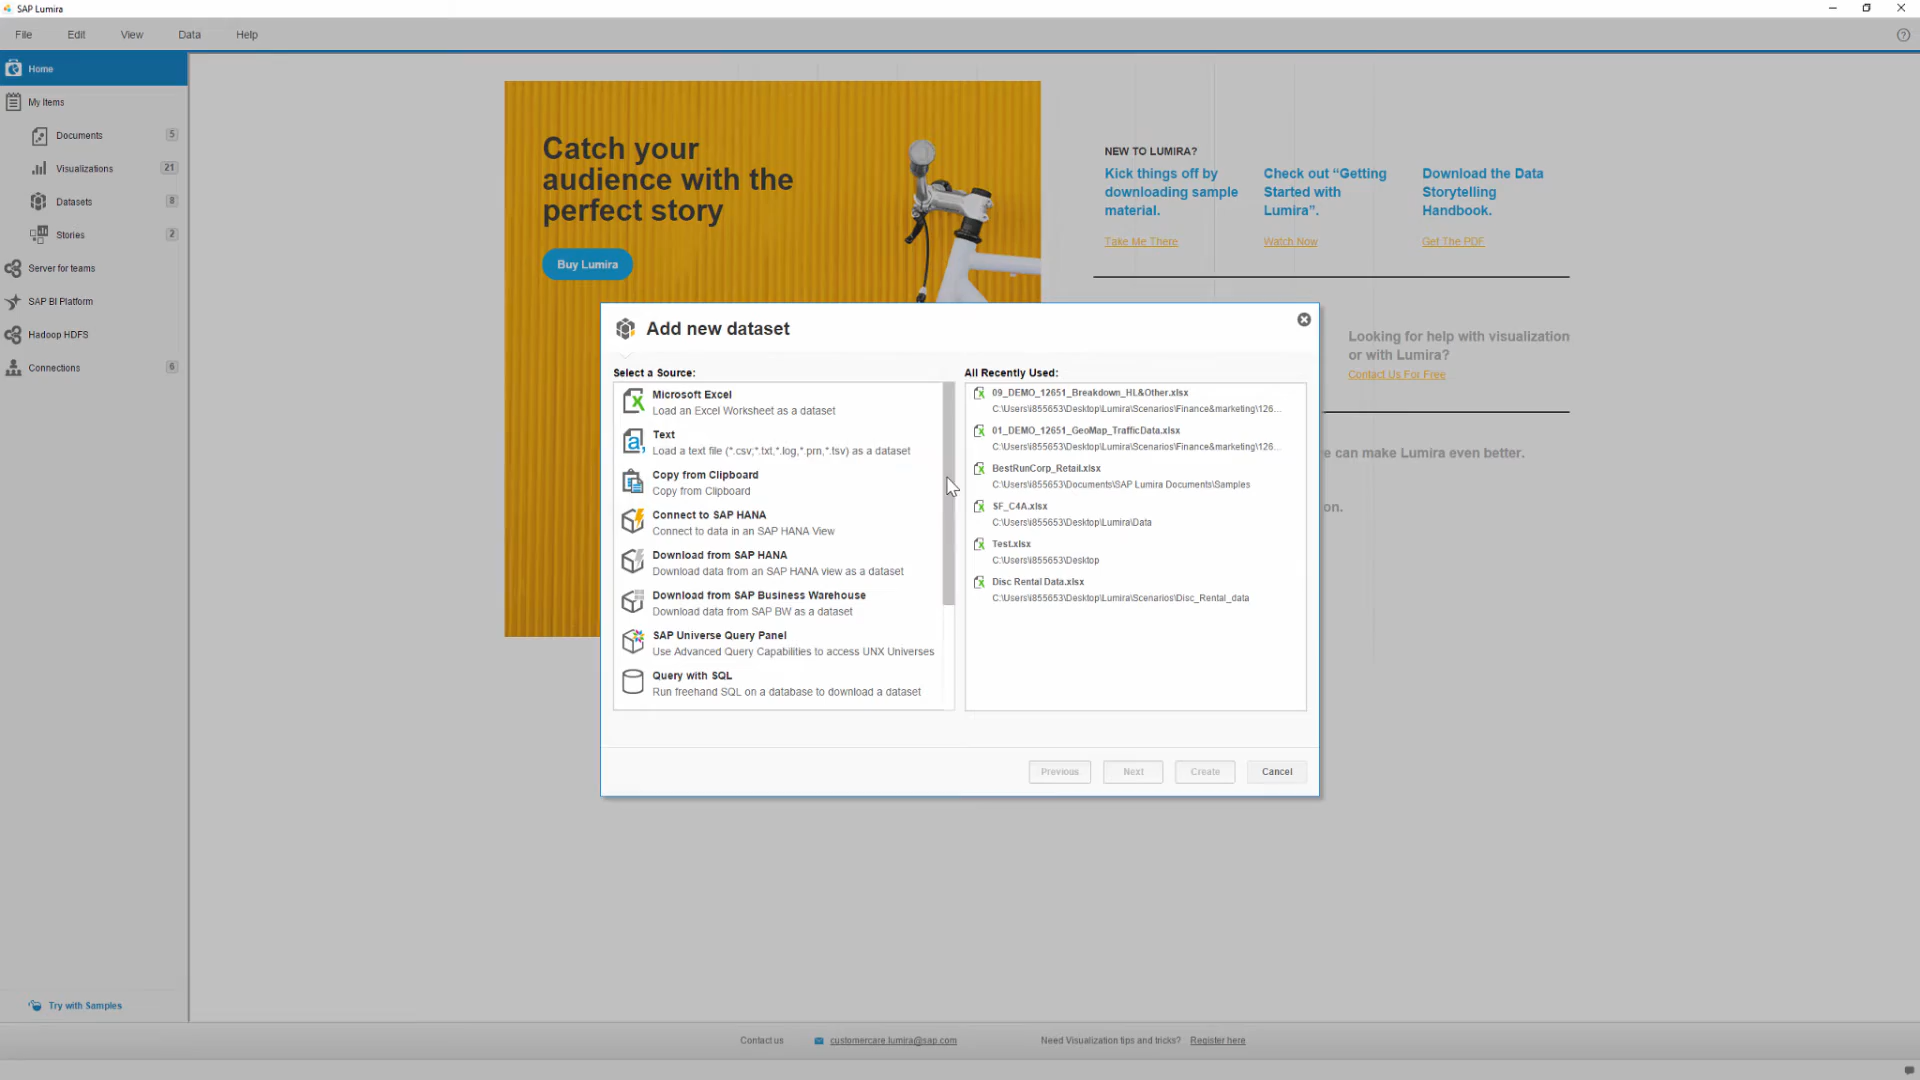 SAP Lumira
File Edit View Data Help
Home
My Items
Documents 5
Visualizations 21
Datasets 8
Stories 2
Server for teams
SAP BI Platform
Hadoop HDFS
Connections 6
Try with Samples
Catch your
audience with the
perfect story
Buy Lumira
NEW TO LUMIRA?
Kick things off by
downloading sample
material.
Take Me There
Check out “Getting
Started with
Lumira”.
Watch Now
Download the Data
Storytelling
Handbook.
Get The PDF
Looking for help with visualization
or with Lumira?
Contact Us For Free
e can make Lumira even better.
on.
Add new dataset
Select a Source:
Microsoft Excel
Load an Excel Worksheet as a dataset
Text
Load a text file (*.csv,*.txt,*.log,*.prn,*.tsv) as a dataset
Copy from Clipboard
Copy from Clipboard
Connect to SAP HANA
Connect to data in an SAP HANA View
Download from SAP HANA
Download data from an SAP HANA view as a dataset
Download from SAP Business Warehouse
Download data from SAP BW as a dataset
SAP Universe Query Panel
Use Advanced Query Capabilities to access UNX Universes
Query with SQL
Run freehand SQL on a database to download a dataset
All Recently Used:
09_DEMO_12651_Breakdown_HL&Other.xlsx
C:\Users\i855653\Desktop\Lumira\Scenarios\Finance&marketing\126...
01_DEMO_12651_GeoMap_TrafficData.xlsx
C:\Users\i855653\Desktop\Lumira\Scenarios\Finance&marketing\126...
BestRunCorp_Retail.xlsx
C:\Users\i855653\Documents\SAP Lumira Documents\Samples
SF_C4A.xlsx
C:\Users\i855653\Desktop\Lumira\Data
Test.xlsx
C:\Users\i855653\Desktop
Disc Rental Data.xlsx
C:\Users\i855653\Desktop\Lumira\Scenarios\Disc_Rental_data
Previous Next Create Cancel
Contact us customercare.lumira@sap.com Need Visualization tips and tricks? Register here